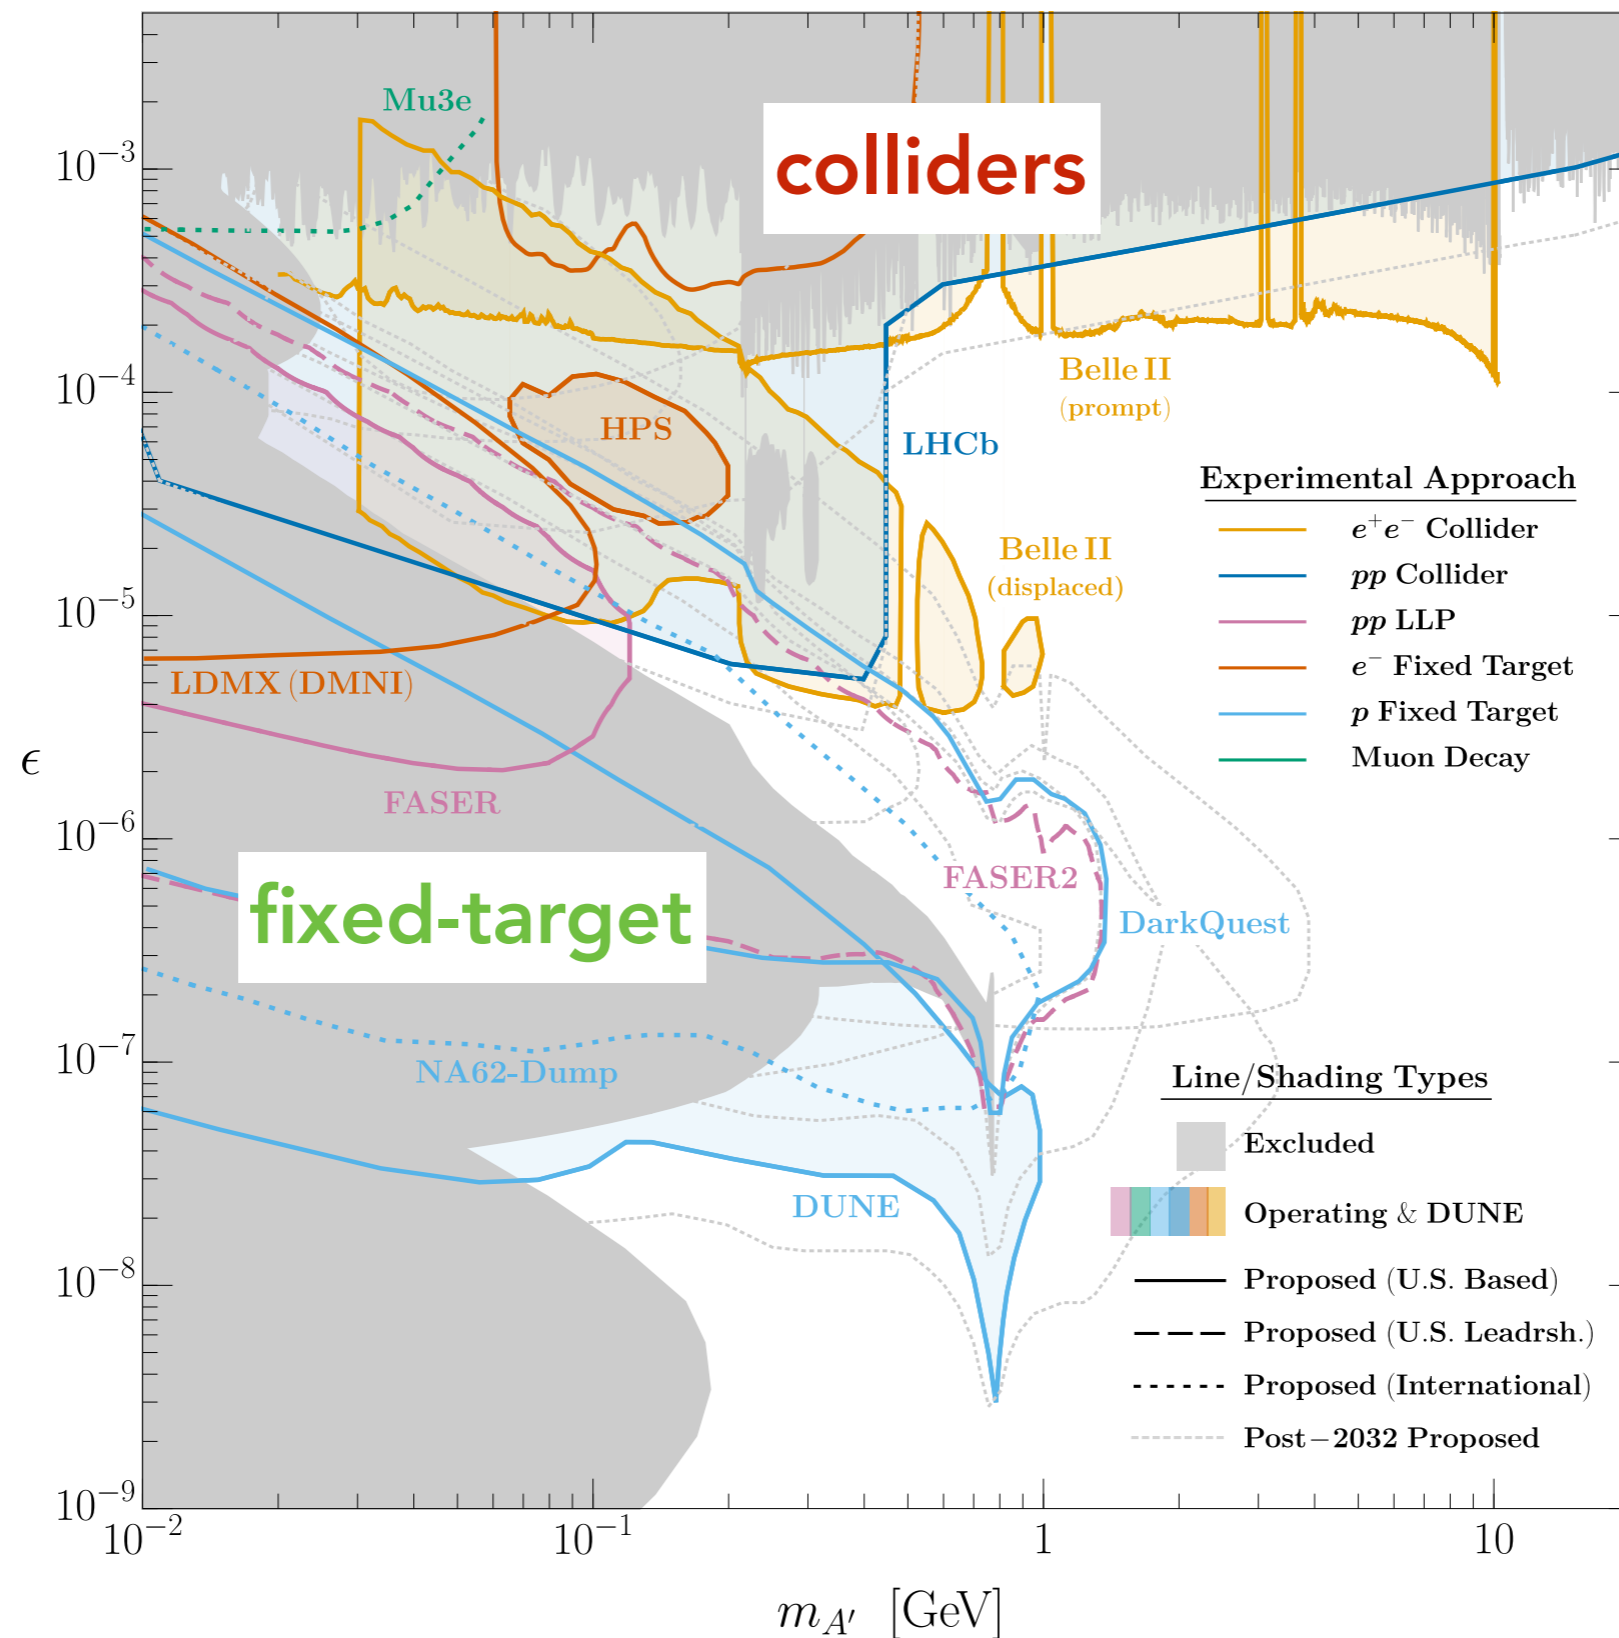 Mu3e
colliders
10⁻³
10⁻⁴
HPS
Belle II
(prompt)
LHCb
Experimental Approach
e⁺e⁻ Collider
pp Collider
pp LLP
e⁻ Fixed Target
p Fixed Target
Muon Decay
Belle II
(displaced)
10⁻⁵
LDMX (DMNI)
ϵ
FASER
10⁻⁶
fixed-target
FASER2
DarkQuest
10⁻⁷
NA62-Dump
Line/Shading Types
Excluded
Operating & DUNE
Proposed (U.S. Based)
Proposed (U.S. Leadrsh.)
Proposed (International)
Post−2032 Proposed
DUNE
10⁻⁸
10⁻⁹
10⁻² 10⁻¹ 1 10
m_A′ [GeV]